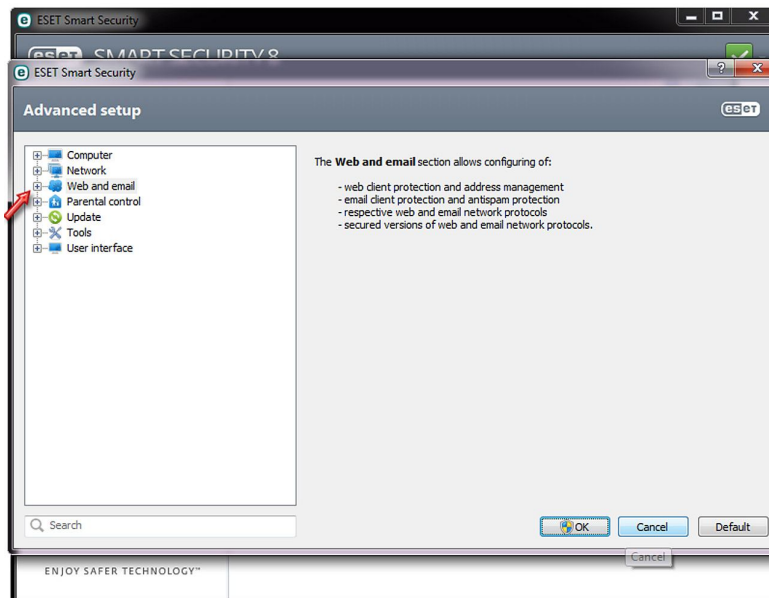 ESET Smart Security
eset SMART SECURITY 8
ESET Smart Security
Advanced setup
eset
Computer
Network
Web and email
Parental control
Update
Tools
User interface
The Web and email section allows configuring of:
- web client protection and address management
- email client protection and antispam protection
- respective web and email network protocols
- secured versions of web and email network protocols.
Search
OK
Cancel
Default
Cancel
ENJOY SAFER TECHNOLOGY™